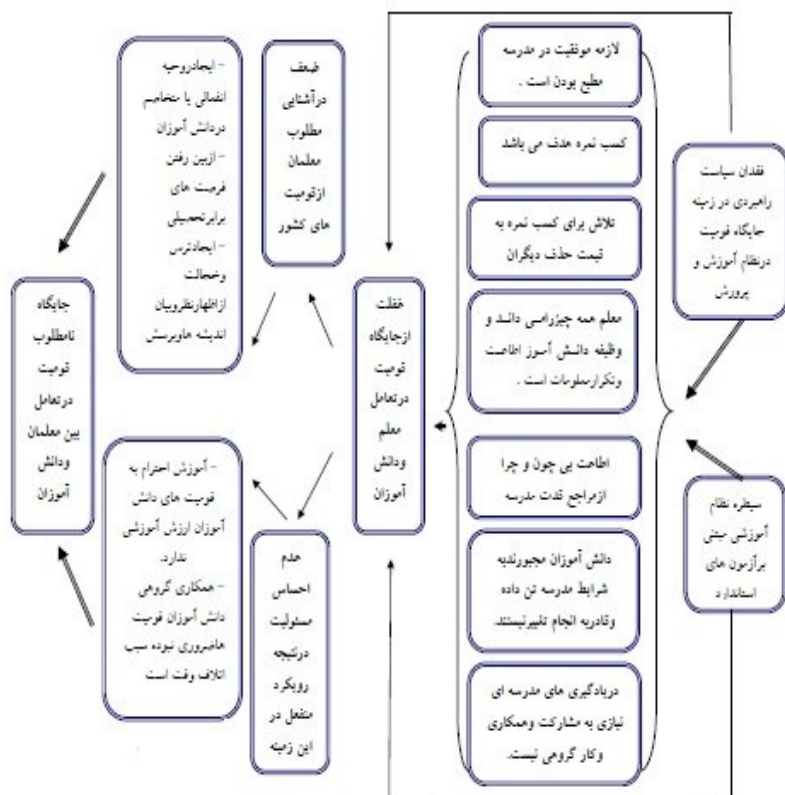 فقدان سیاست
راهبردی در زمینه
جایگاه قومیت
درنظام آموزش و
پرورش
سیطره نظام
آموزشی مبتنی
برآزمون های
استاندارد
لازمه موفقیت در مدرسه
مطیع بودن است .
کسب نمره هدف می باشد
تلاش برای کسب نمره به
قیمت حذف دیگران
معلم همه چیزرامی داند و
وظیفه دانش آموز اطاعت
وتکرارمعلومات است .
اطاعت بی چون و چرا
ازمراجع قدت مدرسه
دانش آموزان مجبورندبه
شرایط مدرسه تن داده
وقادربه انجام تغییرنیستند.
دریادگیری های مدرسه ای
نیازی به مشارکت وهمکاری
وکار گروهی نیست.
غفلت
ازجایگاه
قومیت
درتعامل
معلم
ودانش
آموزان
ضعف
درآشنایی
مطلوب
معلمان
ازقومیت
های کشور
عدم
احساس
مسئولیت
درنتیجه
رویکرد
منفعل در
این زمینه
- ایجادروحیه
انفعالی یا متخاصم
دردانش آموزان
- ازبین رفتن
فرصت های
برابرتحصیلی
- ایجادترس
وخجالت
ازاظهارنظروبیان
اندیشه هاوپرسش
- آموزش احترام به
قومیت های دانش
آموزان ارزش آموزشی
ندارد.
- همکاری گروهی
دانش آموزان قومیت
هاضروری نبوده سبب
اتلاف وقت است
جایگاه
نامطلوب
قومیت
درتعامل
بین معلمان
ودانش
آموزان